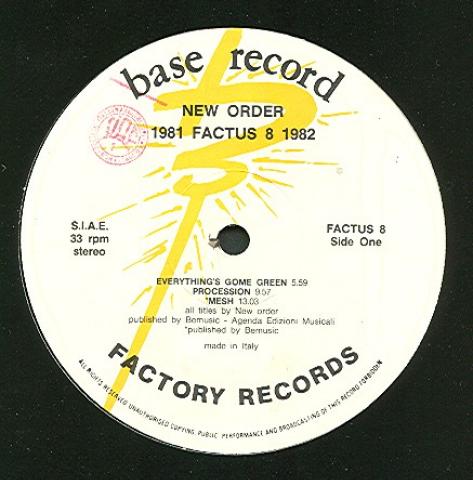 base record
NEW ORDER
1981 FACTUS 8 1982
S.I.A.E.
33 rpm
stereo
FACTUS 8
Side One
EVERYTHING'S GOME GREEN 5.59
PROCESSION 9.57
*MESH 13.03
all titles by New order
published by Bemusic - Agenda Edizioni Musicali
*published by Bemusic
made in Italy
FACTORY RECORDS
ALL RIGHTS RESERVED UNAUTHORISED COPYING, PUBLIC PERFORMANCE AND BROADCASTING OF THIS RECORD FORBIDDEN